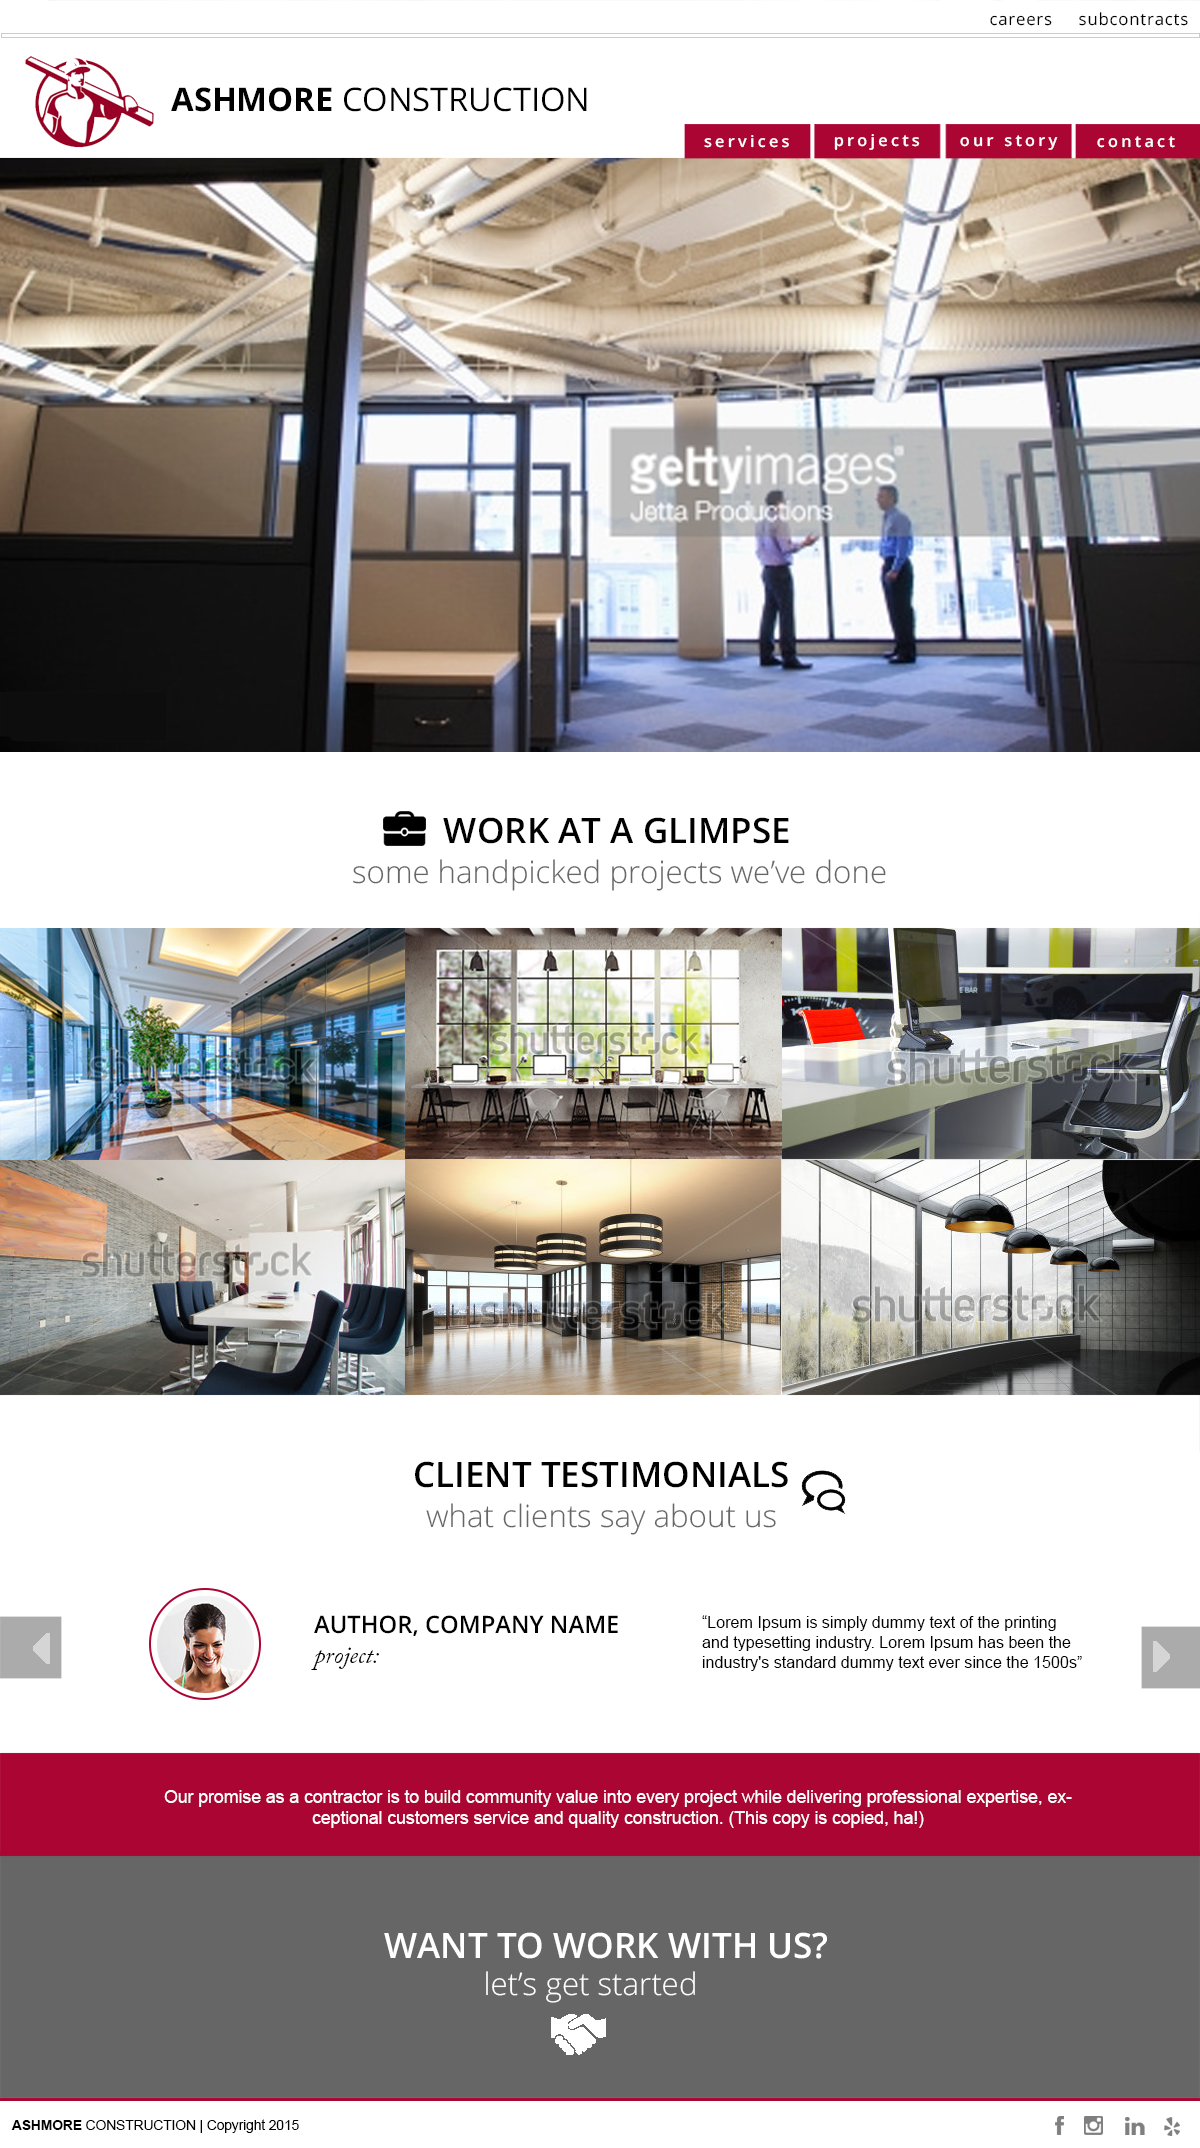 careers subcontracts
ASHMORE CONSTRUCTION
services projects our story contact
gettyimages®
Jetta Productions
WORK AT A GLIMPSE
some handpicked projects we’ve done
E BAR
shutterstock shutterstock shutterstock
shutterstock shutterstock shutterstock
CLIENT TESTIMONIALS
what clients say about us
AUTHOR, COMPANY NAME
project:
“Lorem Ipsum is simply dummy text of the printing
and typesetting industry. Lorem Ipsum has been the
industry's standard dummy text ever since the 1500s”
Our promise as a contractor is to build community value into every project while delivering professional expertise, ex-
ceptional customers service and quality construction. (This copy is copied, ha!)
WANT TO WORK WITH US?
let’s get started
ASHMORE CONSTRUCTION | Copyright 2015
f in